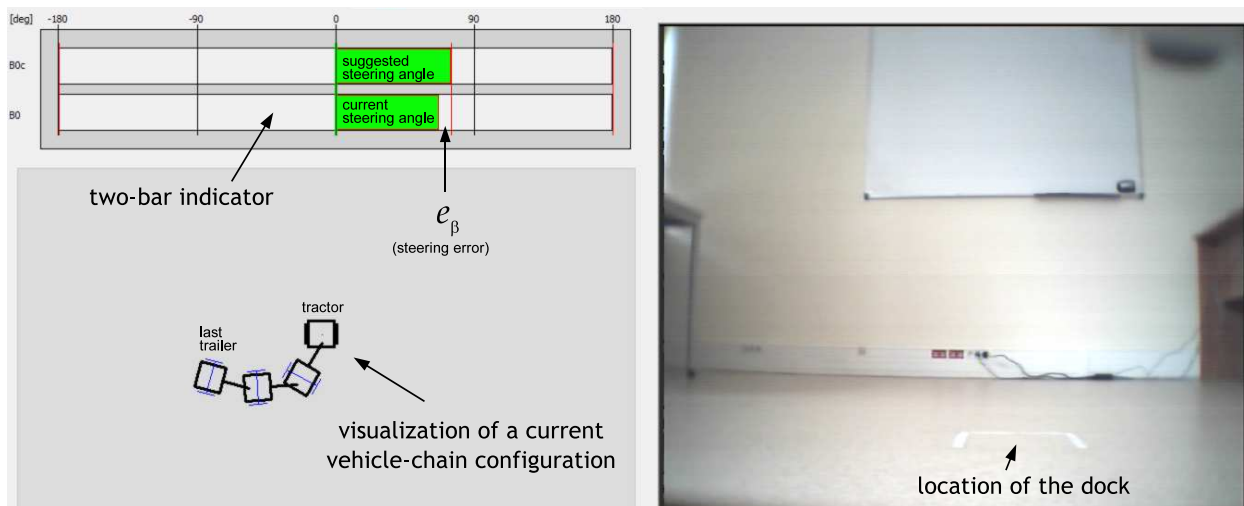 [deg] -180 -90 0 90 180
B0c
suggested
steering angle
B0
current
steering angle
two-bar indicator
eβ
(steering error)
tractor
last
trailer
visualization of a current
vehicle-chain configuration
location of the dock